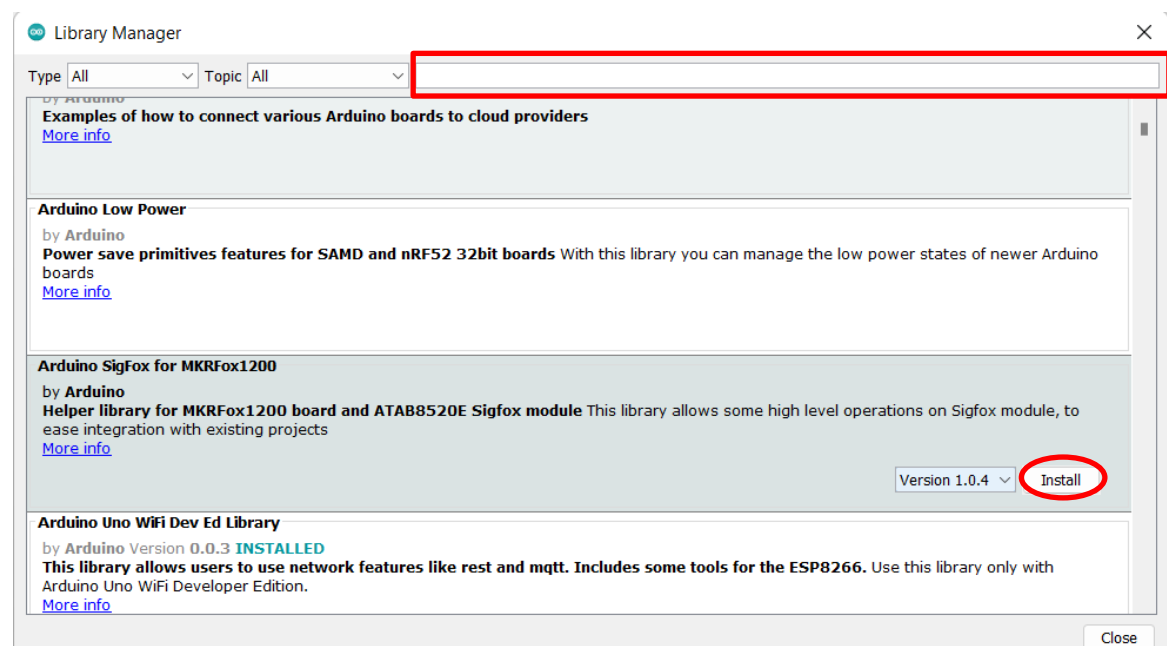 Library Manager
Type All Topic All
by Arduino
Examples of how to connect various Arduino boards to cloud providers
More info
Arduino Low Power
by Arduino
Power save primitives features for SAMD and nRF52 32bit boards With this library you can manage the low power states of newer Arduino
boards
More info
Arduino SigFox for MKRFox1200
by Arduino
Helper library for MKRFox1200 board and ATAB8520E Sigfox module This library allows some high level operations on Sigfox module, to
ease integration with existing projects
More info
Version 1.0.4 Install
Arduino Uno WiFi Dev Ed Library
by Arduino Version 0.0.3 INSTALLED
This library allows users to use network features like rest and mqtt. Includes some tools for the ESP8266. Use this library only with
Arduino Uno WiFi Developer Edition.
More info
Close